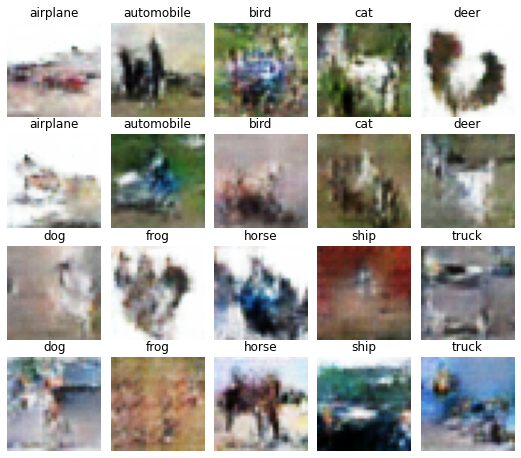 airplane automobile bird cat deer
airplane automobile bird cat deer
dog frog horse ship truck
dog frog horse ship truck